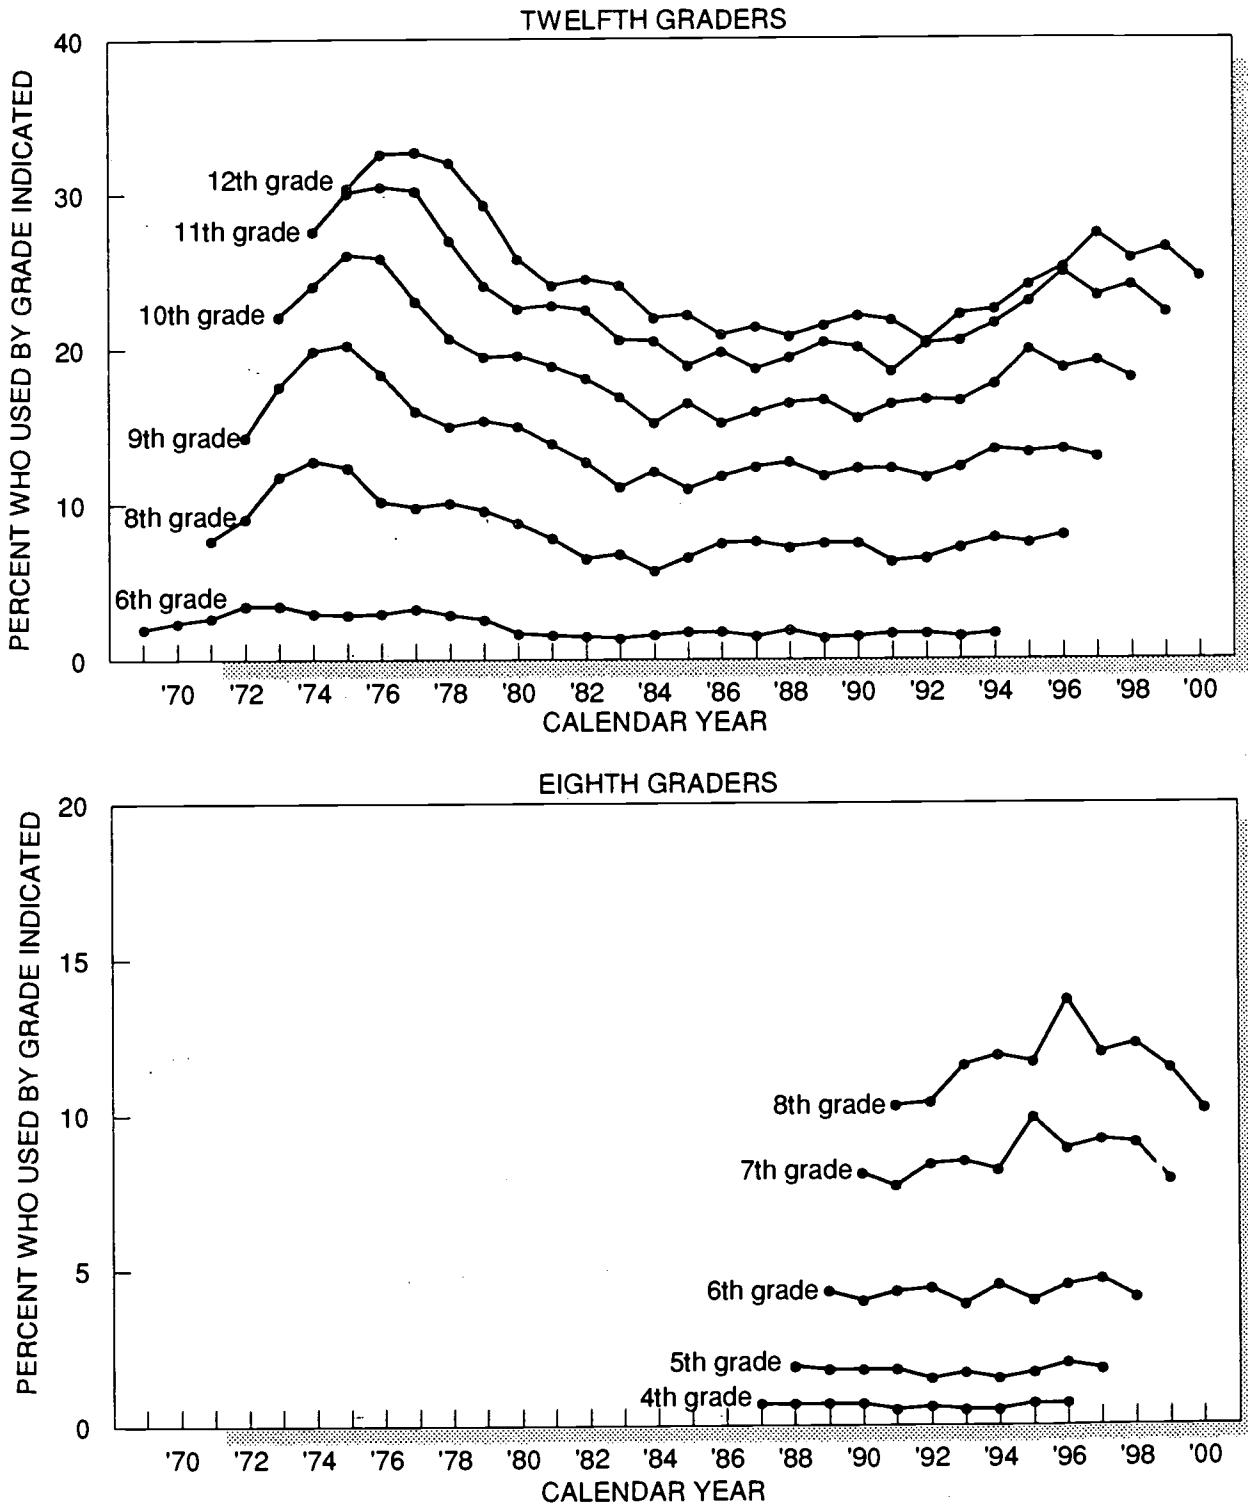 TWELFTH GRADERS
PERCENT WHO USED BY GRADE INDICATED
40
30
20
10
0
12th grade
11th grade
10th grade
9th grade
8th grade
6th grade
'70 '72 '74 '76 '78 '80 '82 '84 '86 '88 '90 '92 '94 '96 '98 '00
CALENDAR YEAR
EIGHTH GRADERS
PERCENT WHO USED BY GRADE INDICATED
20
15
10
5
0
8th grade
7th grade
6th grade
5th grade
4th grade
'70 '72 '74 '76 '78 '80 '82 '84 '86 '88 '90 '92 '94 '96 '98 '00
CALENDAR YEAR